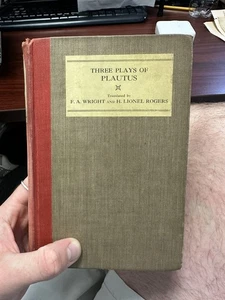 THREE PLAYS OF
PLAUTUS
Translated by
F. A. WRIGHT AND H. LIONEL ROGERS